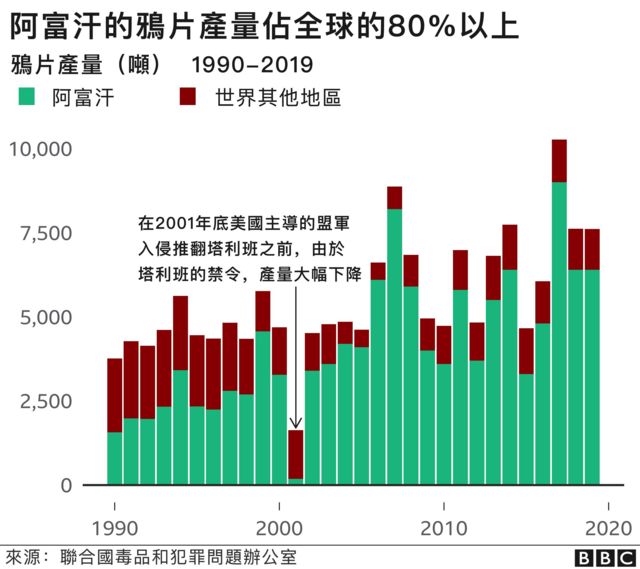 阿富汗的鴉片產量佔全球的80%以上
鴉片產量（噸） 1990–2019
阿富汗 世界其他地區
10,000
在2001年底美國主導的盟軍
入侵推翻塔利班之前，由於
塔利班的禁令，產量大幅下降
7,500
5,000
2,500
0
1990 2000 2010 2020
來源：聯合國毒品和犯罪問題辦公室 BBC